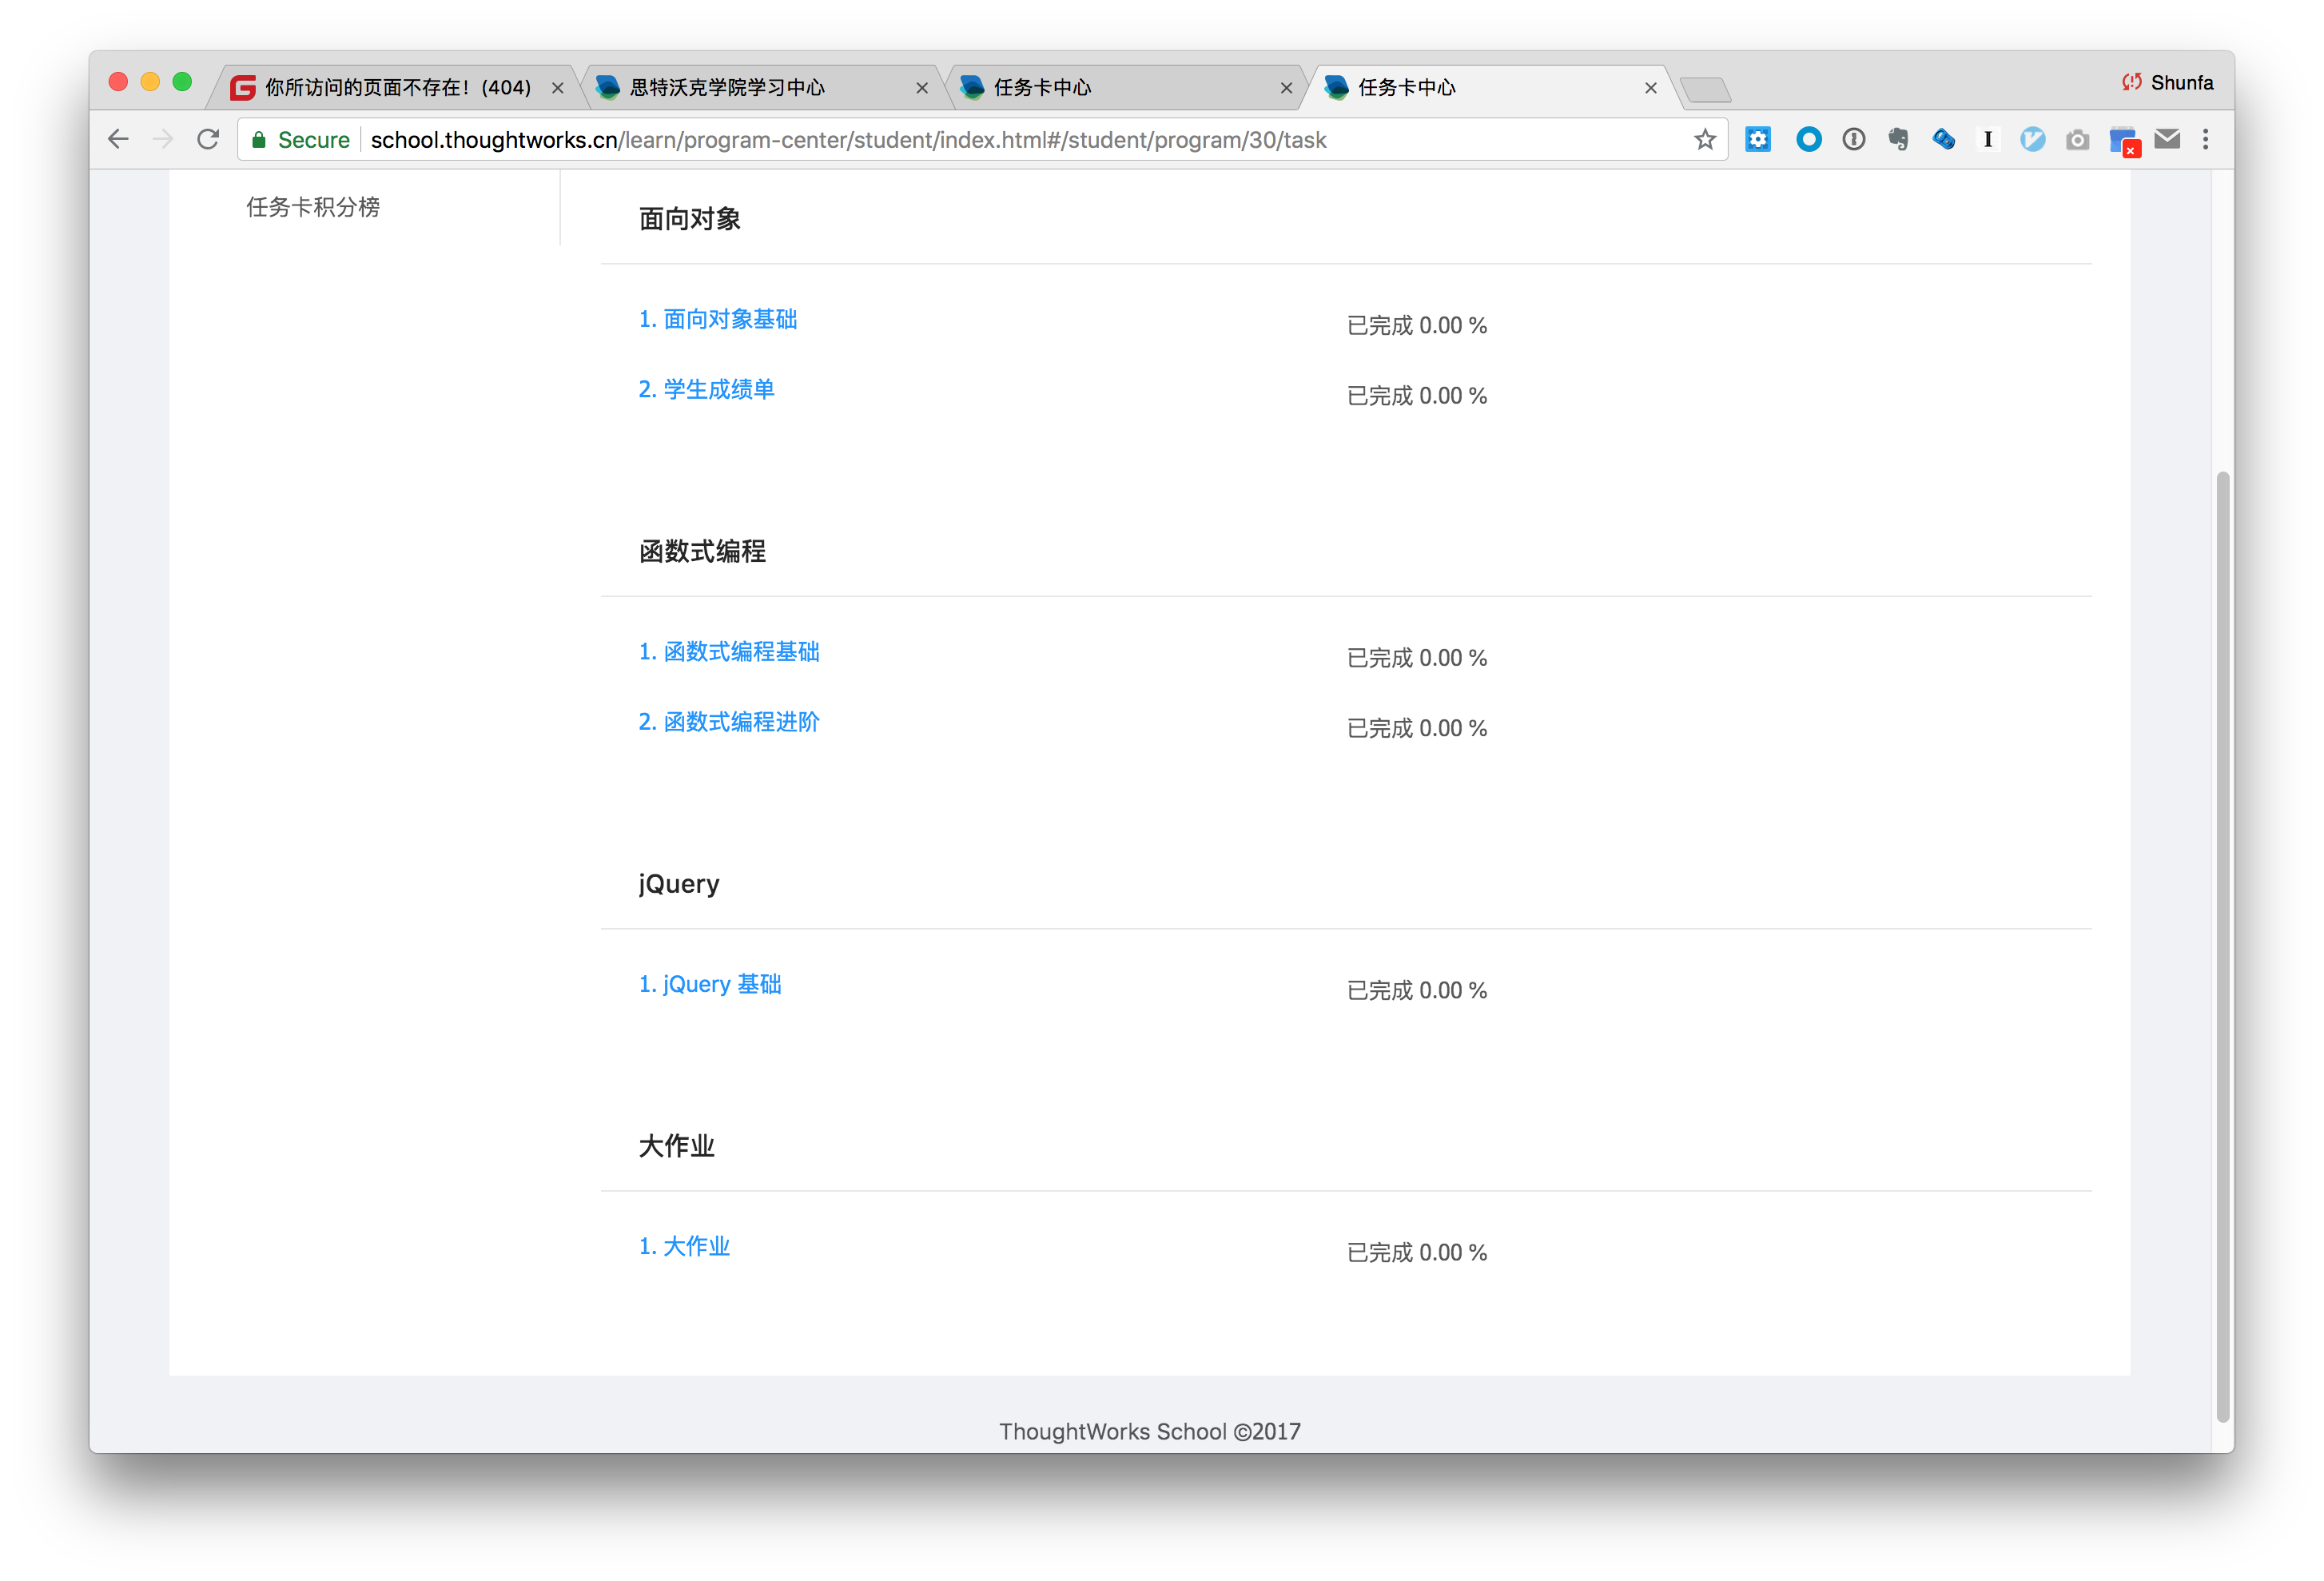 你所访问的页面不存在！(404)
思特沃克学院学习中心
任务卡中心
任务卡中心
Shunfa
Secure school.thoughtworks.cn/learn/program-center/student/index.html#/student/program/30/task
任务卡积分榜
面向对象
1. 面向对象基础 已完成 0.00 %
2. 学生成绩单 已完成 0.00 %
函数式编程
1. 函数式编程基础 已完成 0.00 %
2. 函数式编程进阶 已完成 0.00 %
jQuery
1. jQuery 基础 已完成 0.00 %
大作业
1. 大作业 已完成 0.00 %
ThoughtWorks School ©2017